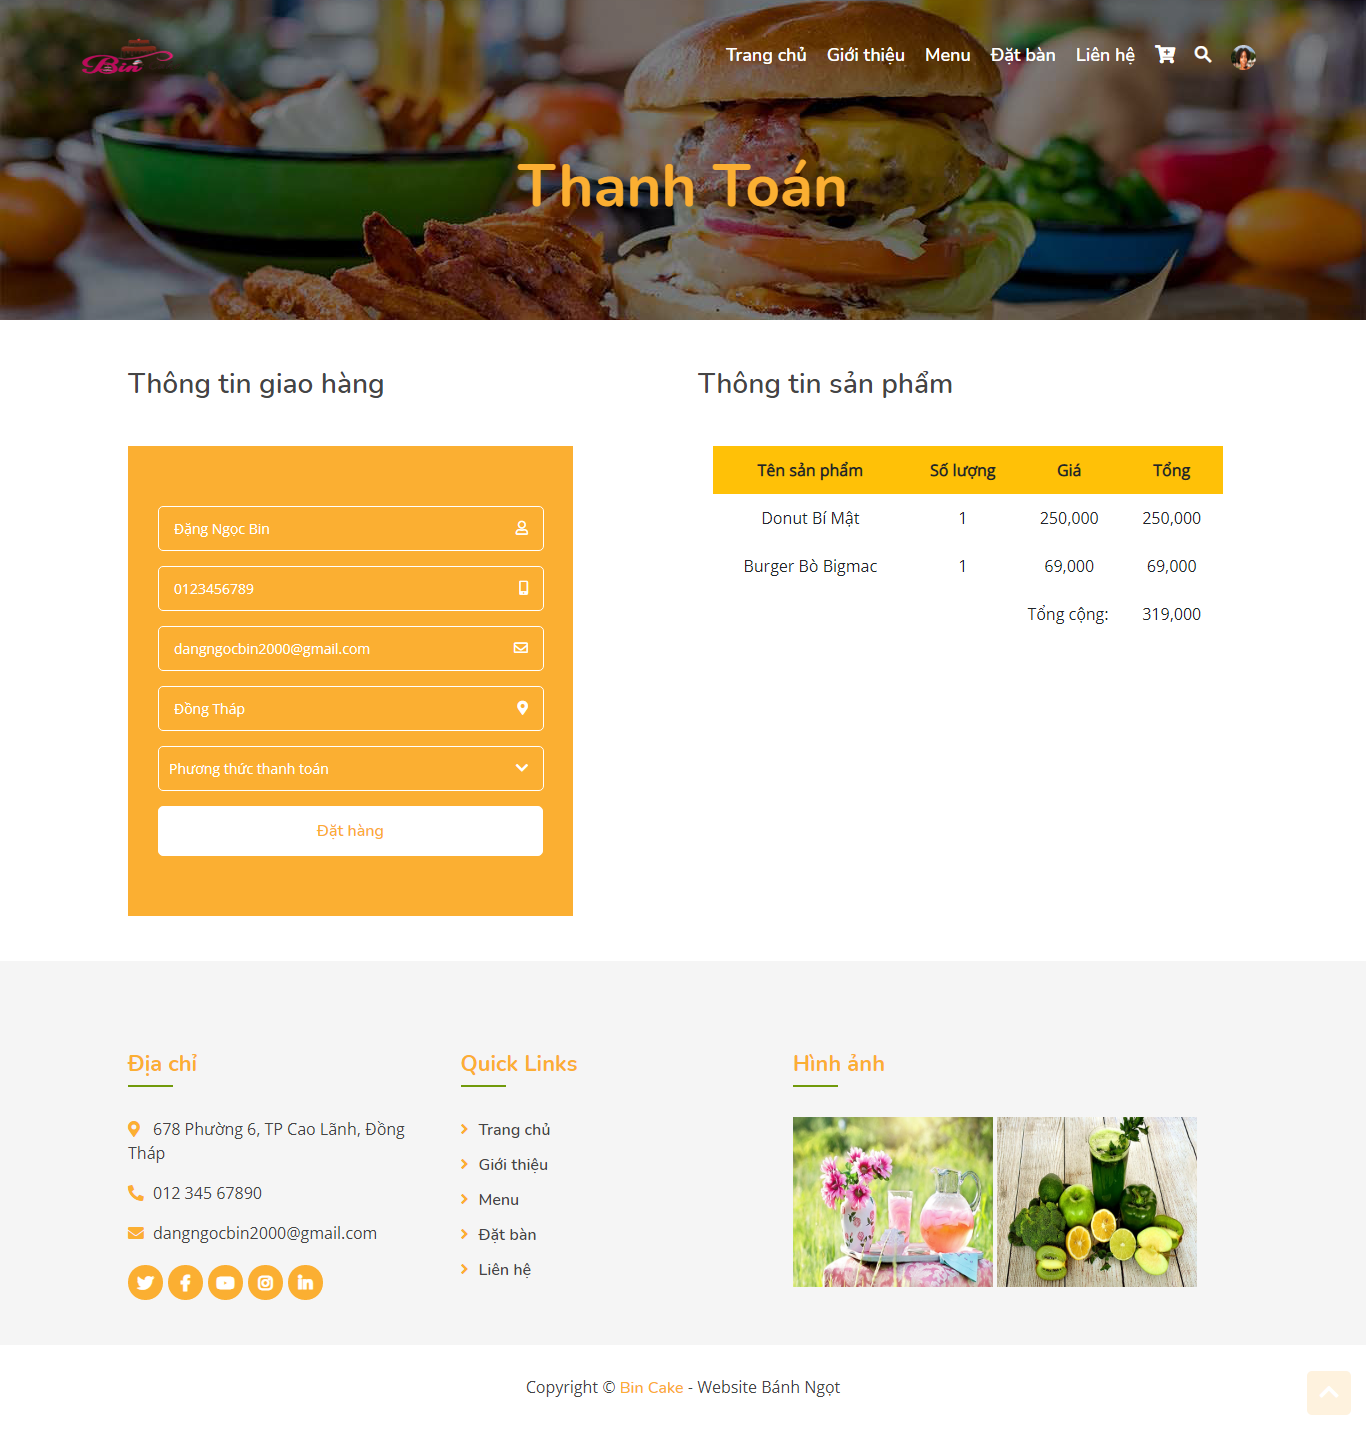 Bin
Trang chủ Giới thiệu Menu Đặt bàn Liên hệ
Thanh Toán
Thông tin giao hàng
Đặng Ngọc Bin
0123456789
dangngocbin2000@gmail.com
Đồng Tháp
Phương thức thanh toán
Đặt hàng
Thông tin sản phẩm
Tên sản phẩm Số lượng Giá Tổng
Donut Bí Mật 1 250,000 250,000
Burger Bò Bigmac 1 69,000 69,000
Tổng cộng: 319,000
Địa chỉ
678 Phường 6, TP Cao Lãnh, Đồng
Tháp
012 345 67890
dangngocbin2000@gmail.com
Quick Links
Trang chủ
Giới thiệu
Menu
Đặt bàn
Liên hệ
Hình ảnh
Copyright © Bin Cake - Website Bánh Ngọt